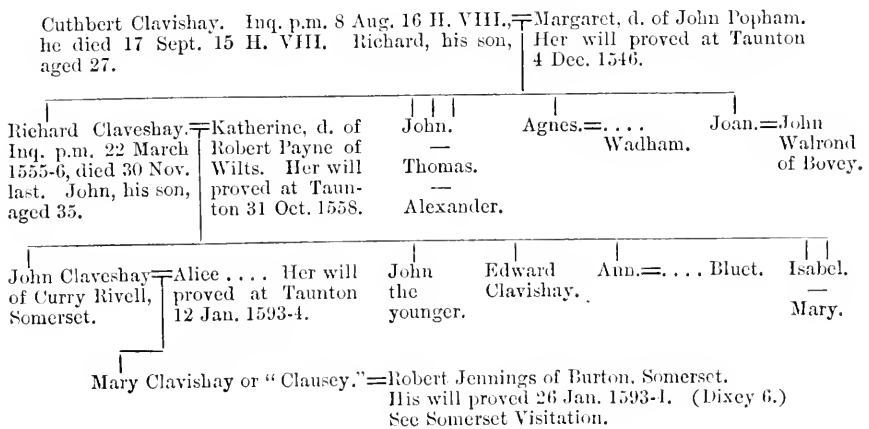 Cuthbert Clavishay. Inq. p.m. 8 Aug. 16 H. VIII.,
he died 17 Sept. 15 H. VIII. Richard, his son,
aged 27.
Margaret, d. of John Popham.
Her will proved at Taunton
4 Dec. 1546.
Richard Claveshay.
Inq. p.m. 22 March
1555-6, died 30 Nov.
last. John, his son,
aged 35.
Katherine, d. of
Robert Payne of
Wilts. Her will
proved at Taun-
ton 31 Oct. 1558.
John.
—
Thomas.
—
Alexander.
Agnes.=....
Wadham.
Joan.=John
Walrond
of Bovey.
John Claveshay
of Curry Rivell,
Somerset.
Alice .... Her will
proved at Taunton
12 Jan. 1593-4.
John
the
younger.
Edward
Clavishay.
Ann.=.... Bluet.
Isabel.
—
Mary.
Mary Clavishay or "Clausey."=Robert Jennings of Burton, Somerset.
His will proved 26 Jan. 1593-4. (Dixey 6.)
See Somerset Visitation.